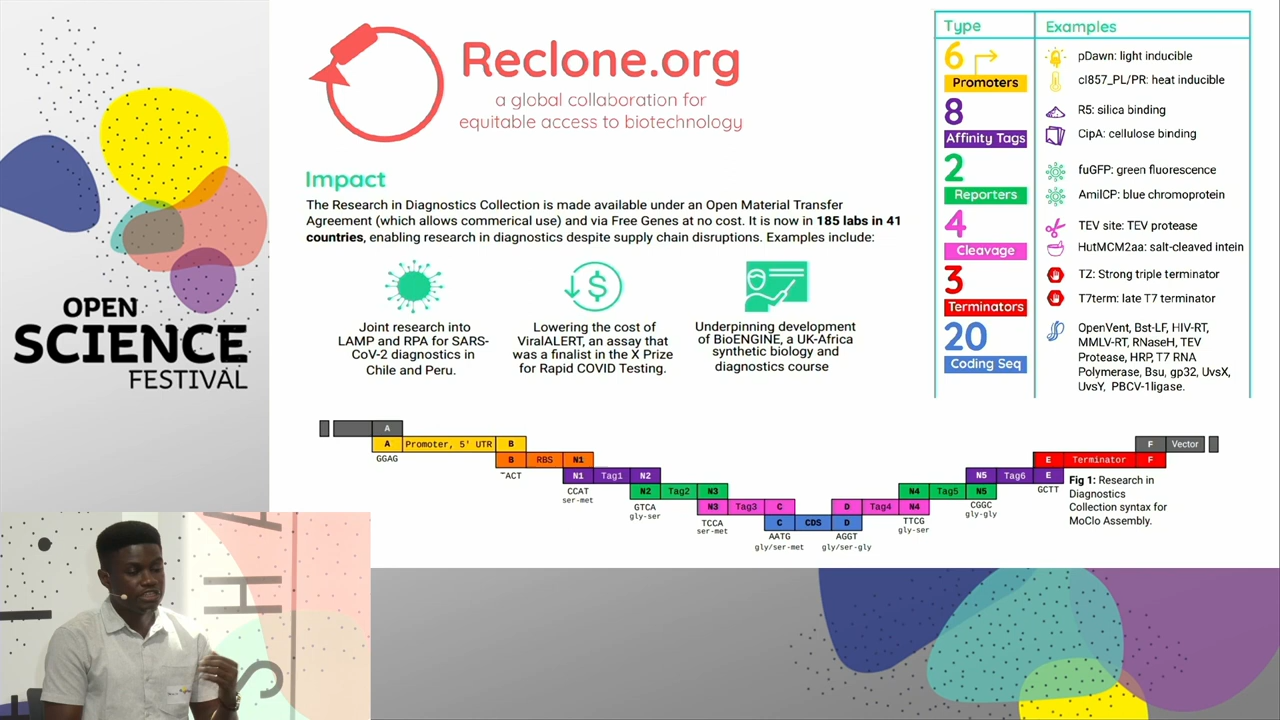 OPEN
SCIENCE
FESTIVAL
Reclone.org
a global collaboration for
equitable access to biotechnology
Impact
The Research in Diagnostics Collection is made available under an Open Material Transfer
Agreement (which allows commerical use) and via Free Genes at no cost. It is now in 185 labs in 41
countries, enabling research in diagnostics despite supply chain disruptions. Examples include:
Joint research into
LAMP and RPA for SARS-
CoV-2 diagnostics in
Chile and Peru.
Lowering the cost of
ViralALERT, an assay that
was a finalist in the X Prize
for Rapid COVID Testing.
Underpinning development
of BioENGINE, a UK-Africa
synthetic biology and
diagnostics course
Type Examples
6
Promoters
pDawn: light inducible
cI857_PL/PR: heat inducible
8
Affinity Tags
R5: silica binding
CipA: cellulose binding
2
Reporters
fuGFP: green fluorescence
AmilCP: blue chromoprotein
4
Cleavage
TEV site: TEV protease
HutMCM2aa: salt-cleaved intein
3
Terminators
TZ: Strong triple terminator
T7term: late T7 terminator
20
Coding Seq
OpenVent, Bst-LF, HIV-RT,
MMLV-RT, RNaseH, TEV
Protease, HRP, T7 RNA
Polymerase, Bsu, gp32, UvsX,
UvsY, PBCV-1ligase.
A F Vector
A Promoter, 5' UTR B E Terminator F
GGAG B RBS N1
~ACT N1 Tag1 N2 N5 Tag6 E
CCAT
ser-met
GCTT
N2 Tag2 N3 N4 Tag5 N5
GTCA
gly-ser
CGGC
gly-gly
N3 Tag3 C D Tag4 N4
TCCA
ser-met
TTCG
gly-ser
C CDS D
AATG AGGT
gly/ser-met gly/ser-gly
Fig 1: Research in
Diagnostics
Collection syntax for
MoClo Assembly.